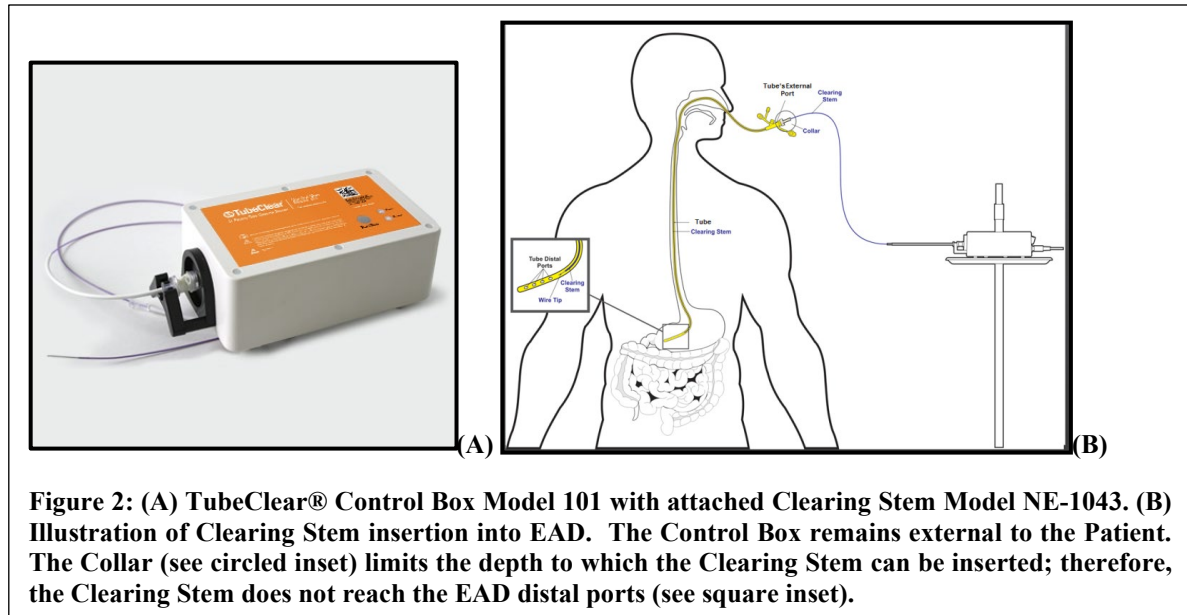 TubeClear®
Tube's External
Port
Clearing
Stem
Collar
Tube
Clearing Stem
Tube Distal
Ports
Clearing
Stem
Wire Tip
(A)
(B)
Figure 2: (A) TubeClear® Control Box Model 101 with attached Clearing Stem Model NE-1043. (B)
Illustration of Clearing Stem insertion into EAD. The Control Box remains external to the Patient.
The Collar (see circled inset) limits the depth to which the Clearing Stem can be inserted; therefore,
the Clearing Stem does not reach the EAD distal ports (see square inset).